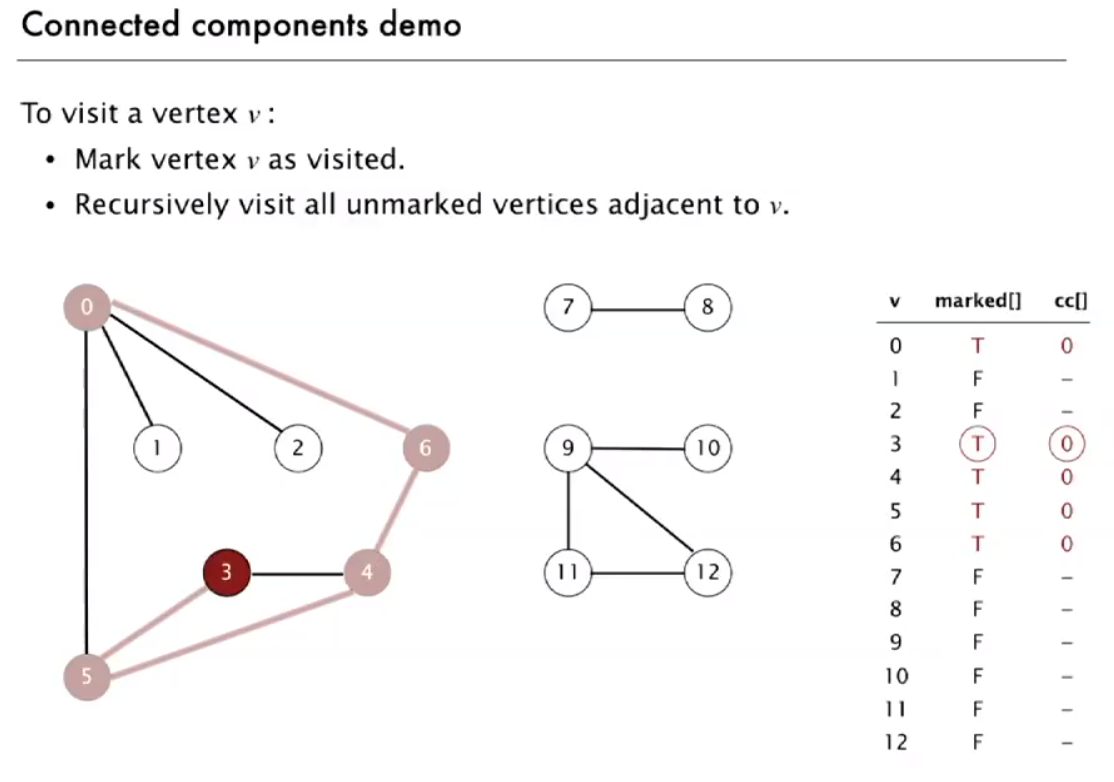 Connected components demo
To visit a vertex v :
• Mark vertex v as visited.
• Recursively visit all unmarked vertices adjacent to v.
0
1
2
6
3
4
5
7
8
9
10
11
12
v marked[] cc[]
0 T 0
1 F –
2 F –
3 T 0
4 T 0
5 T 0
6 T 0
7 F –
8 F –
9 F –
10 F –
11 F –
12 F –